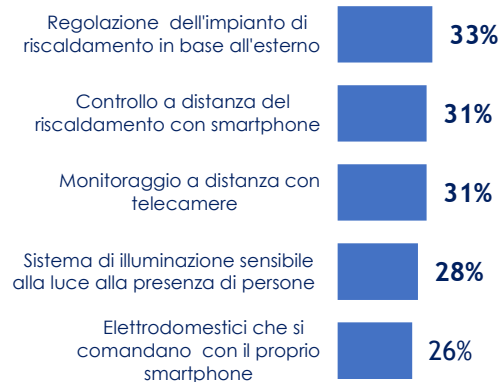 Regolazione dell'impianto di
riscaldamento in base all'esterno
33%
Controllo a distanza del
riscaldamento con smartphone
31%
Monitoraggio a distanza con
telecamere
31%
Sistema di illuminazione sensibile
alla luce alla presenza di persone
28%
Elettrodomestici che si
comandano con il proprio
smartphone
26%